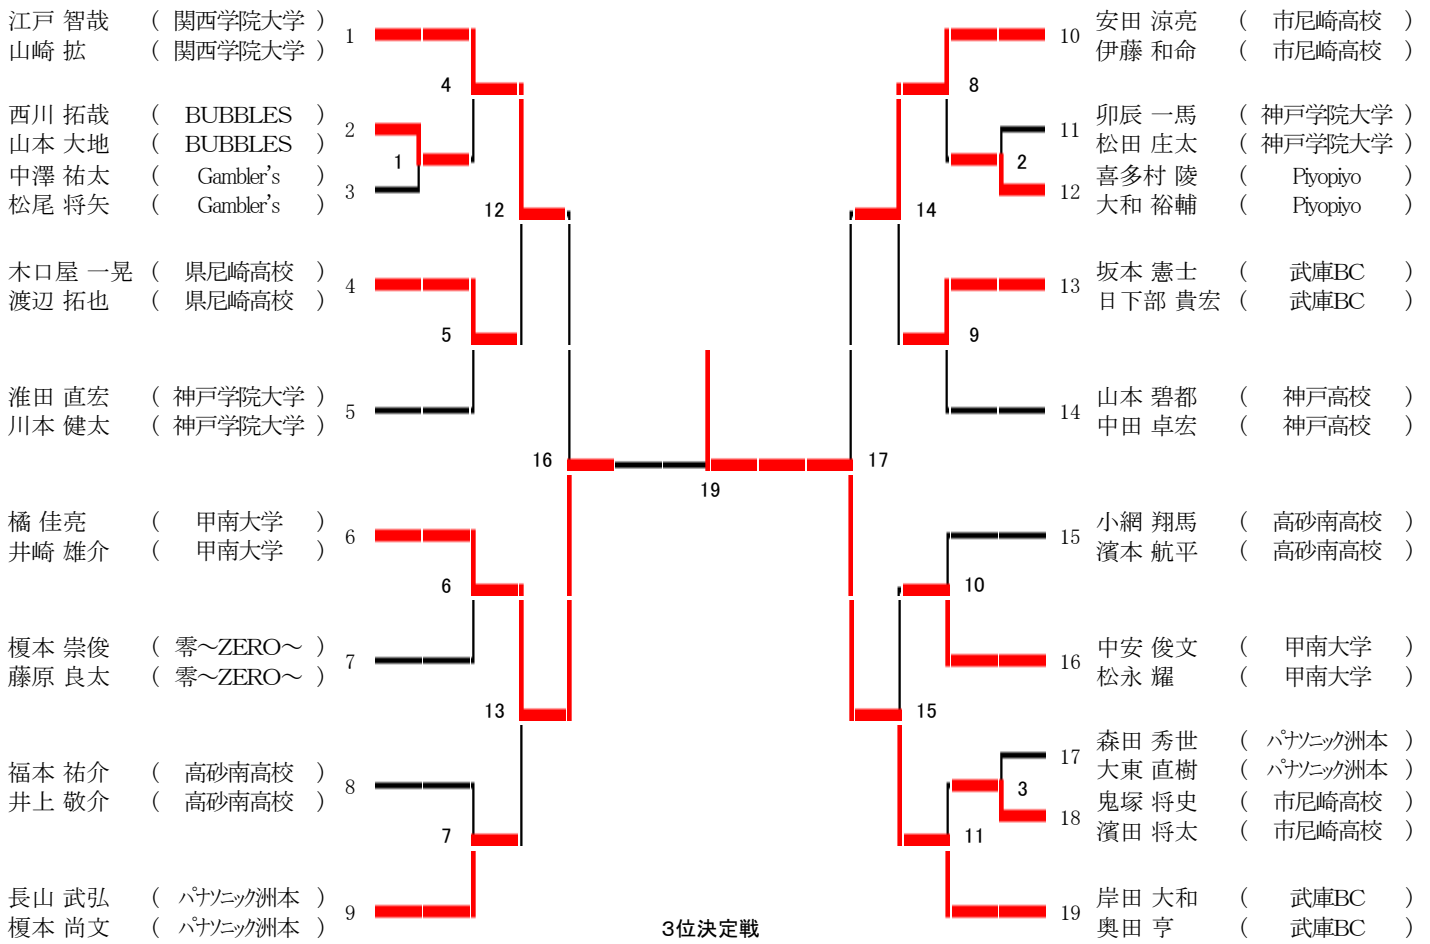 江戸 智哉 （ 関西学院大学 ）
山崎 拡 （ 関西学院大学 ）
1
西川 拓哉 （ BUBBLES ）
山本 大地 （ BUBBLES ）
2
中澤 祐太 （ Gambler's ）
松尾 将矢 （ Gambler's ）
3
木口屋 一晃 （ 県尼崎高校 ）
渡辺 拓也 （ 県尼崎高校 ）
4
淮田 直宏 （ 神戸学院大学 ）
川本 健太 （ 神戸学院大学 ）
5
橘 佳亮 （ 甲南大学 ）
井崎 雄介 （ 甲南大学 ）
6
榎本 崇俊 （ 零～ZERO～ ）
藤原 良太 （ 零～ZERO～ ）
7
福本 祐介 （ 高砂南高校 ）
井上 敬介 （ 高砂南高校 ）
8
長山 武弘 （ パナソニック洲本 ）
榎本 尚文 （ パナソニック洲本 ）
9
4
1
12
5
16
6
13
7
19
3位決定戦
8
2
14
9
17
10
15
3
11
10
安田 涼亮 （ 市尼崎高校 ）
伊藤 和命 （ 市尼崎高校 ）
11
卯辰 一馬 （ 神戸学院大学 ）
松田 庄太 （ 神戸学院大学 ）
12
喜多村 陵 （ Piyopiyo ）
大和 裕輔 （ Piyopiyo ）
13
坂本 憲士 （ 武庫BC ）
日下部 貴宏 （ 武庫BC ）
14
山本 碧都 （ 神戸高校 ）
中田 卓宏 （ 神戸高校 ）
15
小網 翔馬 （ 高砂南高校 ）
濱本 航平 （ 高砂南高校 ）
16
中安 俊文 （ 甲南大学 ）
松永 耀 （ 甲南大学 ）
17
森田 秀世 （ パナソニック洲本 ）
大東 直樹 （ パナソニック洲本 ）
18
鬼塚 将史 （ 市尼崎高校 ）
濱田 将太 （ 市尼崎高校 ）
19
岸田 大和 （ 武庫BC ）
奥田 亨 （ 武庫BC ）